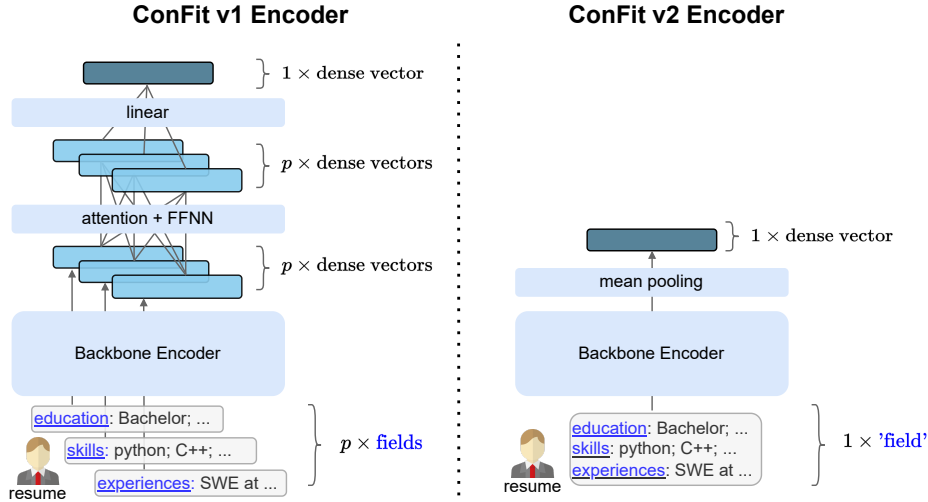 ConFit v1 Encoder
1 × dense vector
linear
p × dense vectors
attention + FFNN
p × dense vectors
Backbone Encoder
education: Bachelor; ...
skills: python; C++; ...
experiences: SWE at ...
resume
p × fields
ConFit v2 Encoder
1 × dense vector
mean pooling
Backbone Encoder
education: Bachelor; ...
skills: python; C++; ...
experiences: SWE at ...
resume
1 × 'field'